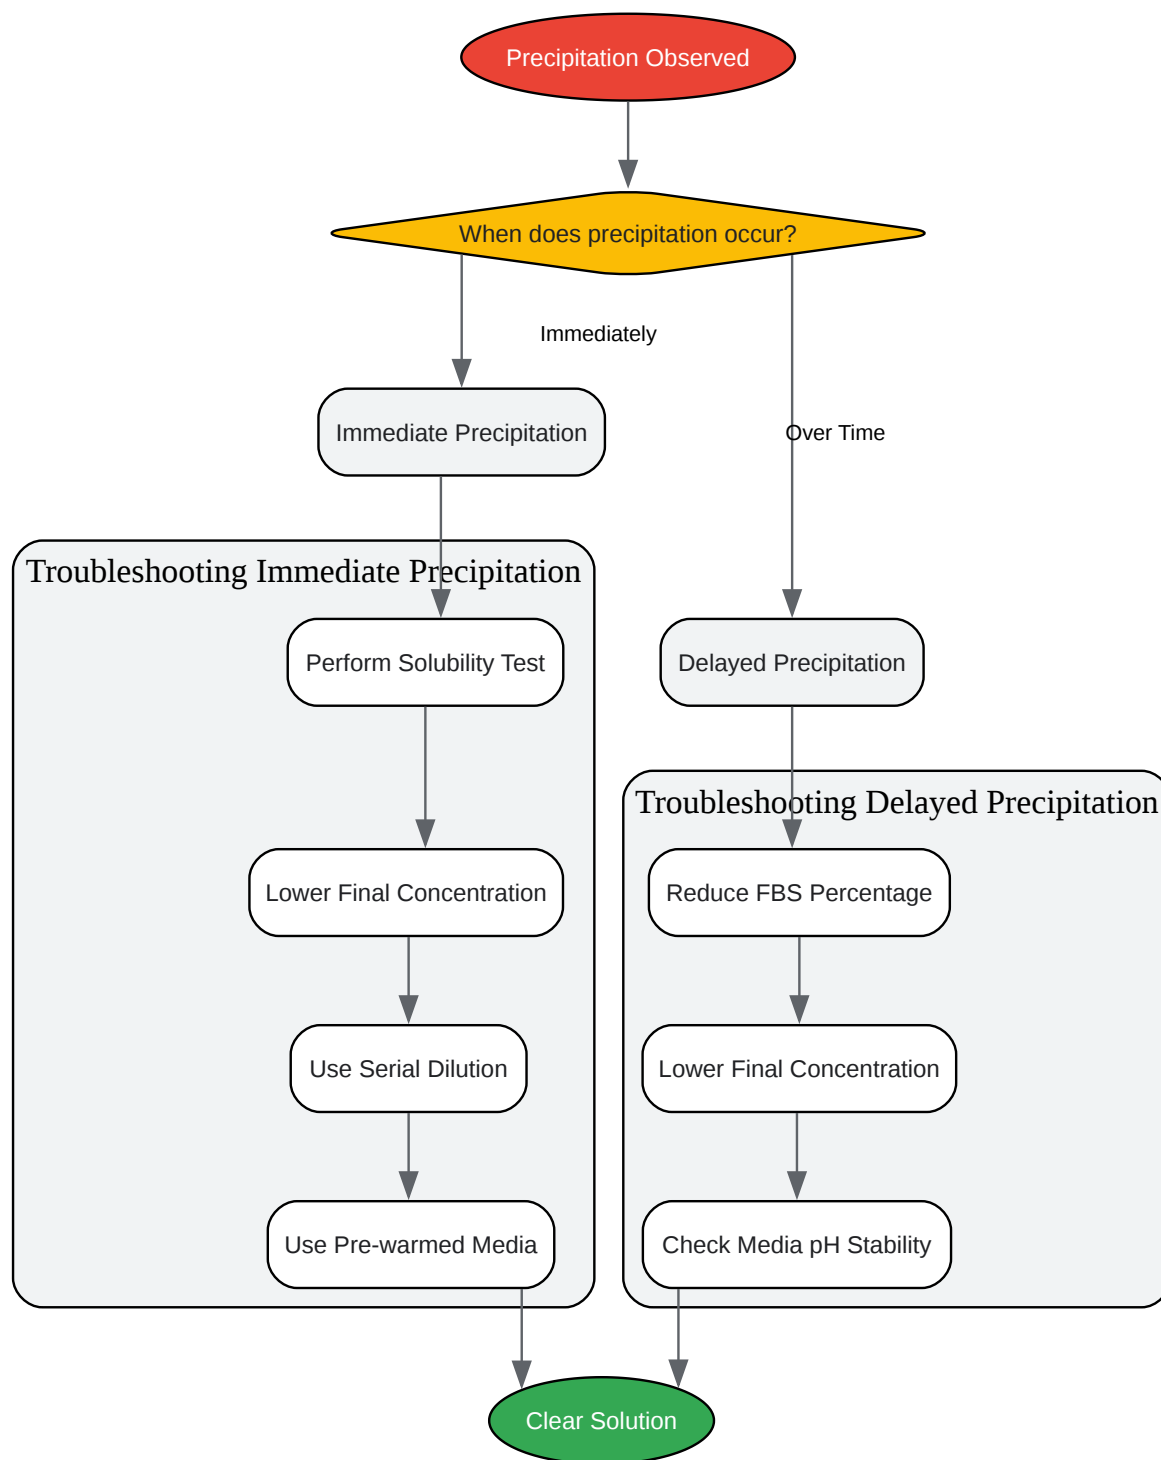 Precipitation Observed
When does precipitation occur?
Immediately
Immediate Precipitation
Over Time
Troubleshooting Immediate Precipitation
Perform Solubility Test
Delayed Precipitation
Troubleshooting Delayed Precipitation
Lower Final Concentration
Reduce FBS Percentage
Use Serial Dilution
Lower Final Concentration
Use Pre-warmed Media
Check Media pH Stability
Clear Solution